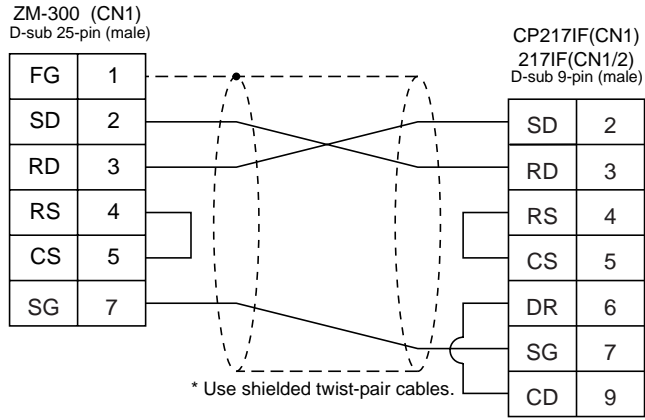 ZM-300 (CN1)
D-sub 25-pin (male)
FG 1
SD 2
RD 3
RS 4
CS 5
SG 7
CP217IF(CN1)
217IF(CN1/2)
D-sub 9-pin (male)
SD 2
RD 3
RS 4
CS 5
DR 6
SG 7
CD 9
* Use shielded twist-pair cables.